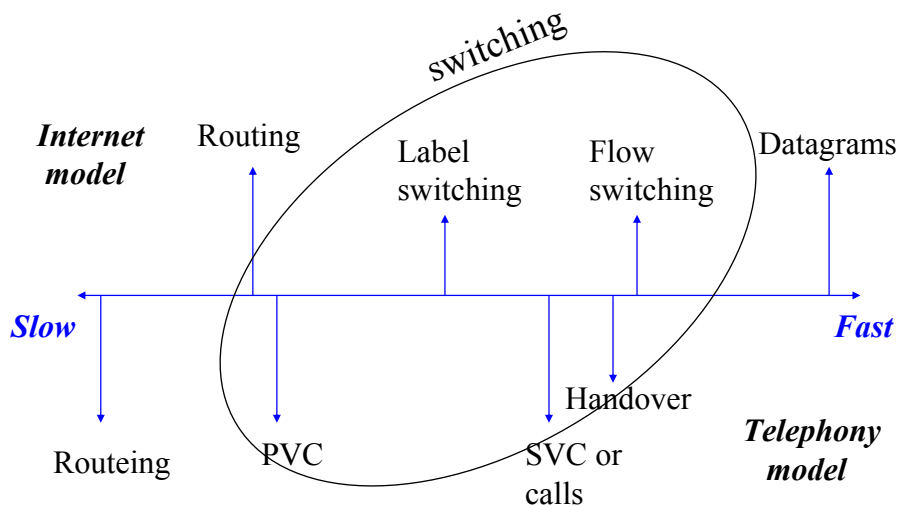 switching
Internet
model
Routing
Label
switching
Flow
switching
Datagrams
Slow
Fast
Routeing
PVC
SVC or
calls
Handover
Telephony
model